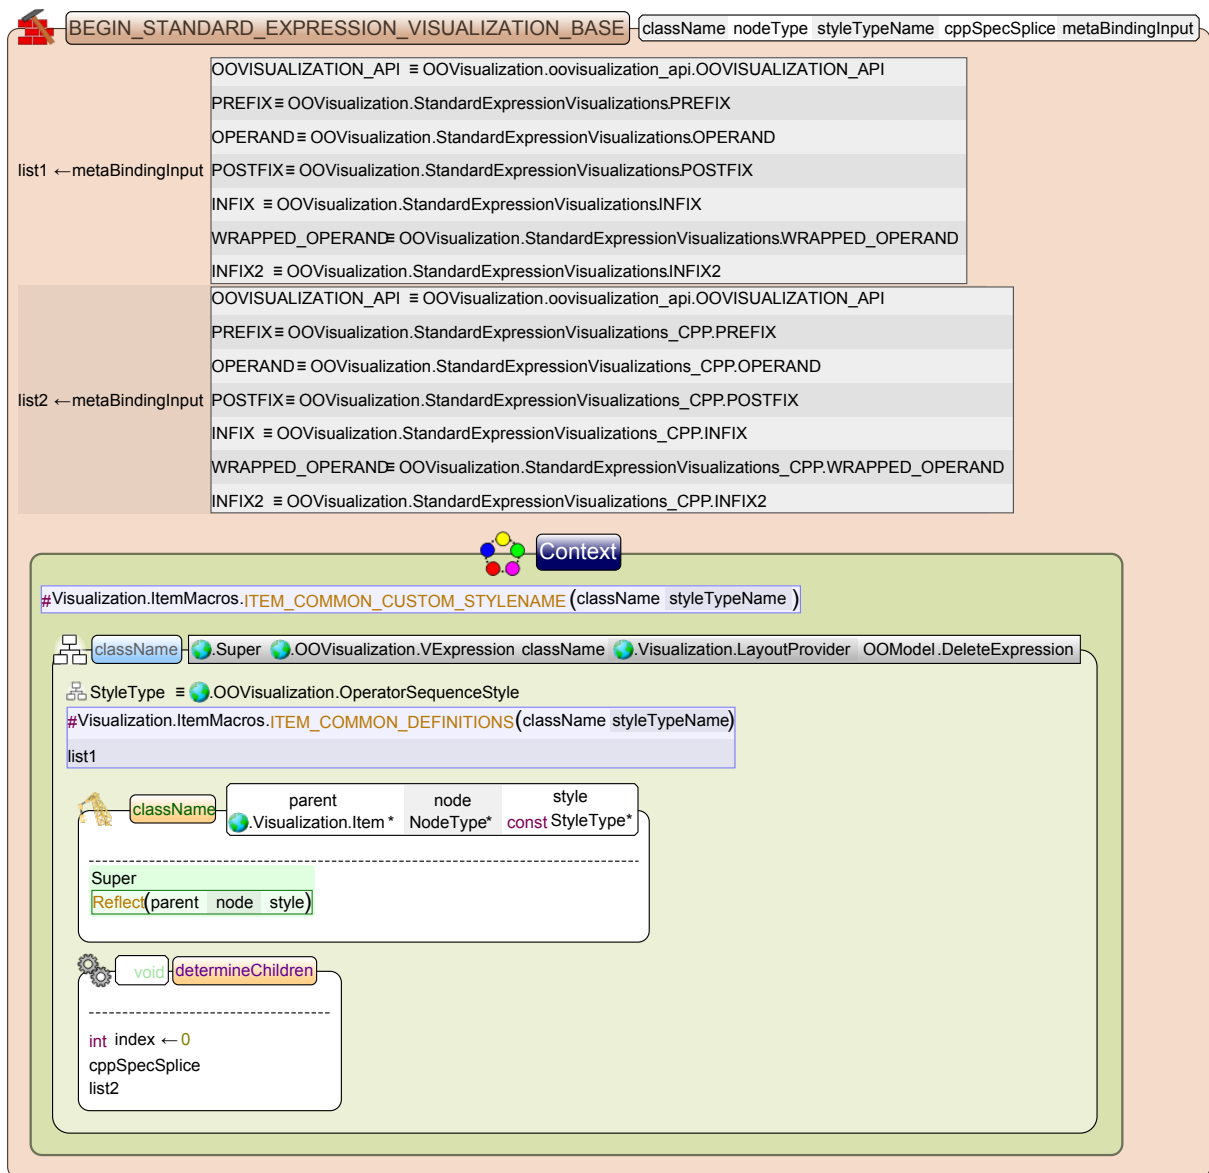 BEGIN_STANDARD_EXPRESSION_VISUALIZATION_BASE className nodeType styleTypeName cppSpecSplice metaBindingInput
OOVISUALIZATION_API ≡ OOVisualization.oovisualization_api.OOVISUALIZATION_API
PREFIX ≡ OOVisualization.StandardExpressionVisualizations.PREFIX
OPERAND ≡ OOVisualization.StandardExpressionVisualizations.OPERAND
list1 ←metaBindingInput POSTFIX ≡ OOVisualization.StandardExpressionVisualizations.POSTFIX
INFIX ≡ OOVisualization.StandardExpressionVisualizations.INFIX
WRAPPED_OPERAND ≡ OOVisualization.StandardExpressionVisualizations.WRAPPED_OPERAND
INFIX2 ≡ OOVisualization.StandardExpressionVisualizations.INFIX2
OOVISUALIZATION_API ≡ OOVisualization.oovisualization_api.OOVISUALIZATION_API
PREFIX ≡ OOVisualization.StandardExpressionVisualizations_CPP.PREFIX
OPERAND ≡ OOVisualization.StandardExpressionVisualizations_CPP.OPERAND
list2 ←metaBindingInput POSTFIX ≡ OOVisualization.StandardExpressionVisualizations_CPP.POSTFIX
INFIX ≡ OOVisualization.StandardExpressionVisualizations_CPP.INFIX
WRAPPED_OPERAND ≡ OOVisualization.StandardExpressionVisualizations_CPP.WRAPPED_OPERAND
INFIX2 ≡ OOVisualization.StandardExpressionVisualizations_CPP.INFIX2
Context
#Visualization.ItemMacros.ITEM_COMMON_CUSTOM_STYLENAME (className styleTypeName )
className .Super .OOVisualization.VExpression className .Visualization.LayoutProvider OOModel.DeleteExpression
StyleType ≡ .OOVisualization.OperatorSequenceStyle
#Visualization.ItemMacros.ITEM_COMMON_DEFINITIONS (className styleTypeName)
list1
parent node style
className .Visualization.Item * NodeType* const StyleType*
Super
Reflect(parent node style)
void determineChildren
int index ← 0
cppSpecSplice
list2